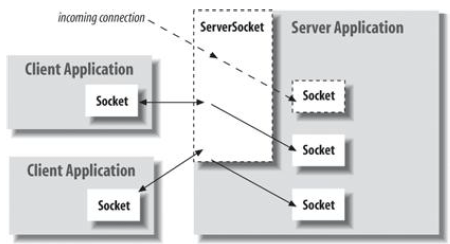 incoming connection
ServerSocket
Server Application
Client Application
Socket
Socket
Socket
Client Application
Socket
Socket